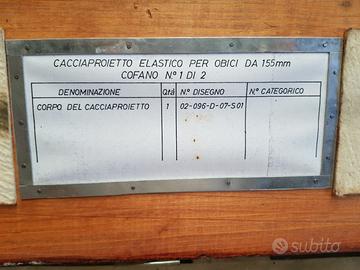 CACCIAPROIETTO ELASTICO PER OBICI DA 155mm
COFANO N.º 1 DI 2
DENOMINAZIONE Qtà N.º DISEGNO N.º CATEGORICO
CORPO DEL CACCIAPROIETTO 1 02-096-D-07-S01
subito